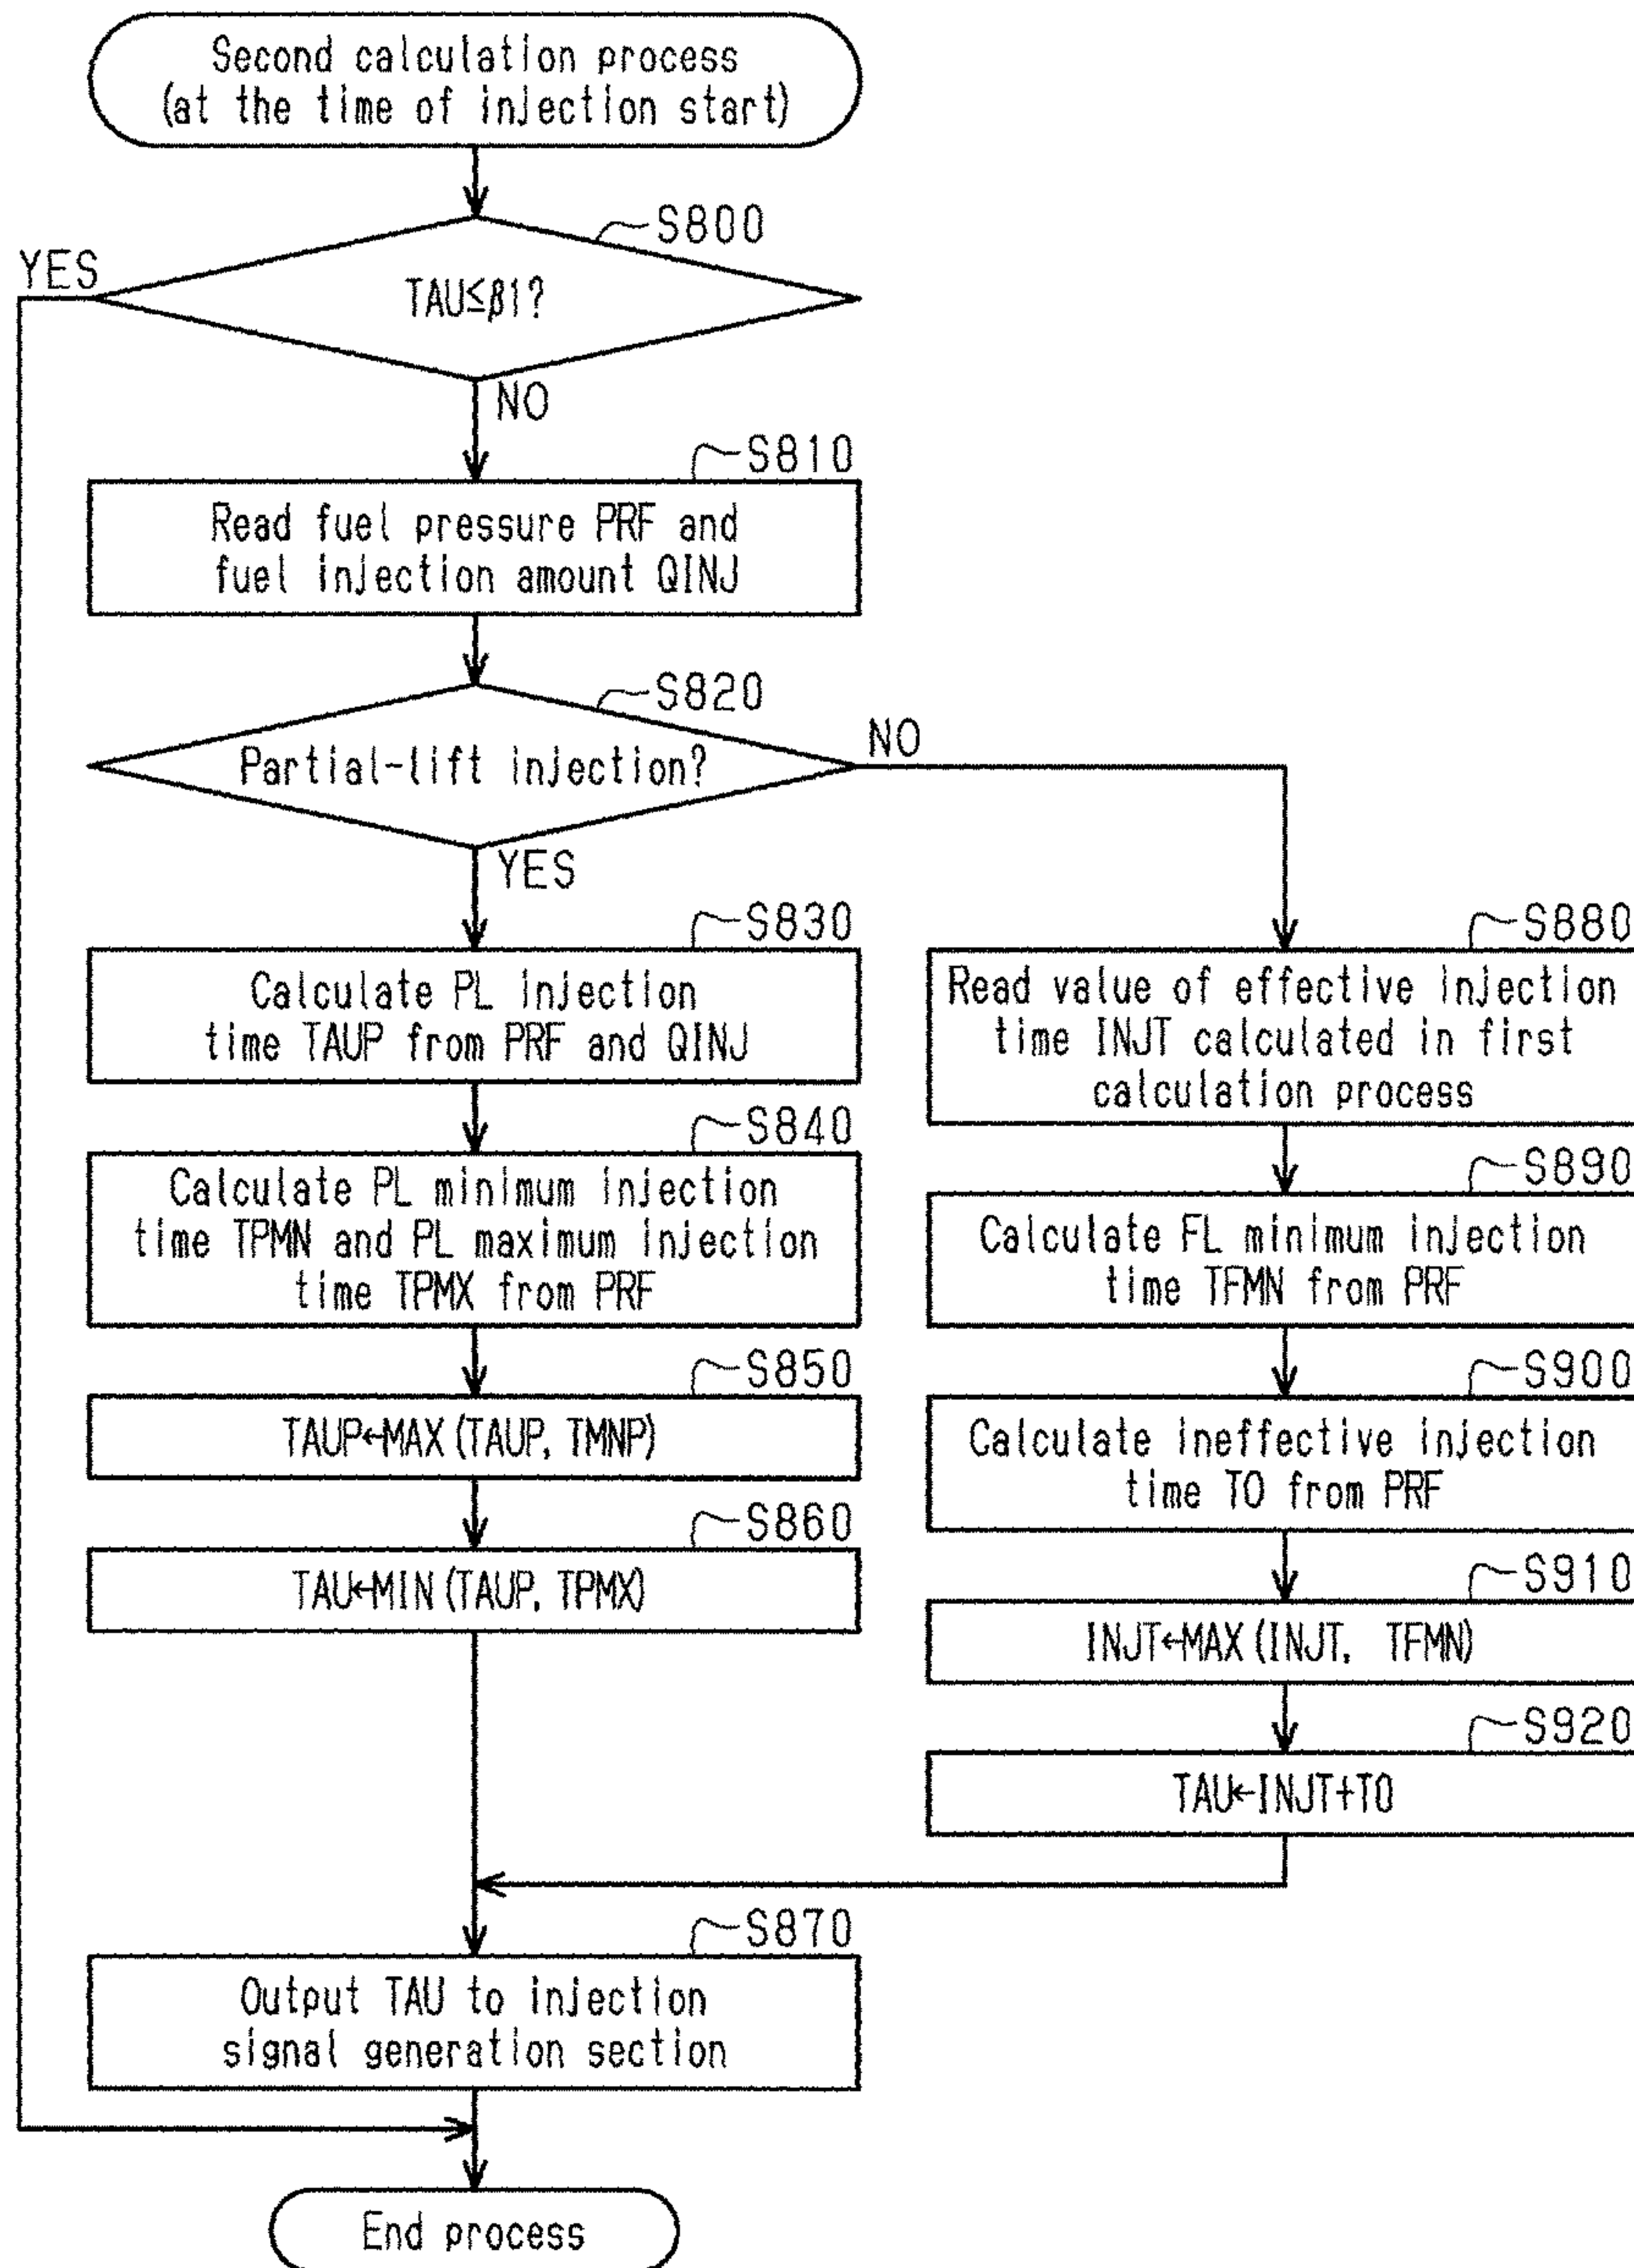 Second calculation process
(at the time of injection start)
S800
YES
TAU≤β1?
NO
S810
Read fuel pressure PRF and
fuel injection amount QINJ
S820
Partial-lift injection?
NO
YES
S830
Calculate PL injection
time TAUP from PRF and QINJ
S840
Calculate PL minimum injection
time TPMN and PL maximum injection
time TPMX from PRF
S850
TAUP←MAX(TAUP, TMNP)
S860
TAU←MIN(TAUP, TPMX)
S880
Read value of effective injection
time INJT calculated in first
calculation process
S890
Calculate FL minimum injection
time TFMN from PRF
S900
Calculate ineffective injection
time T0 from PRF
S910
INJT←MAX(INJT, TFMN)
S920
TAU←INJT+T0
S870
Output TAU to injection
signal generation section
End process